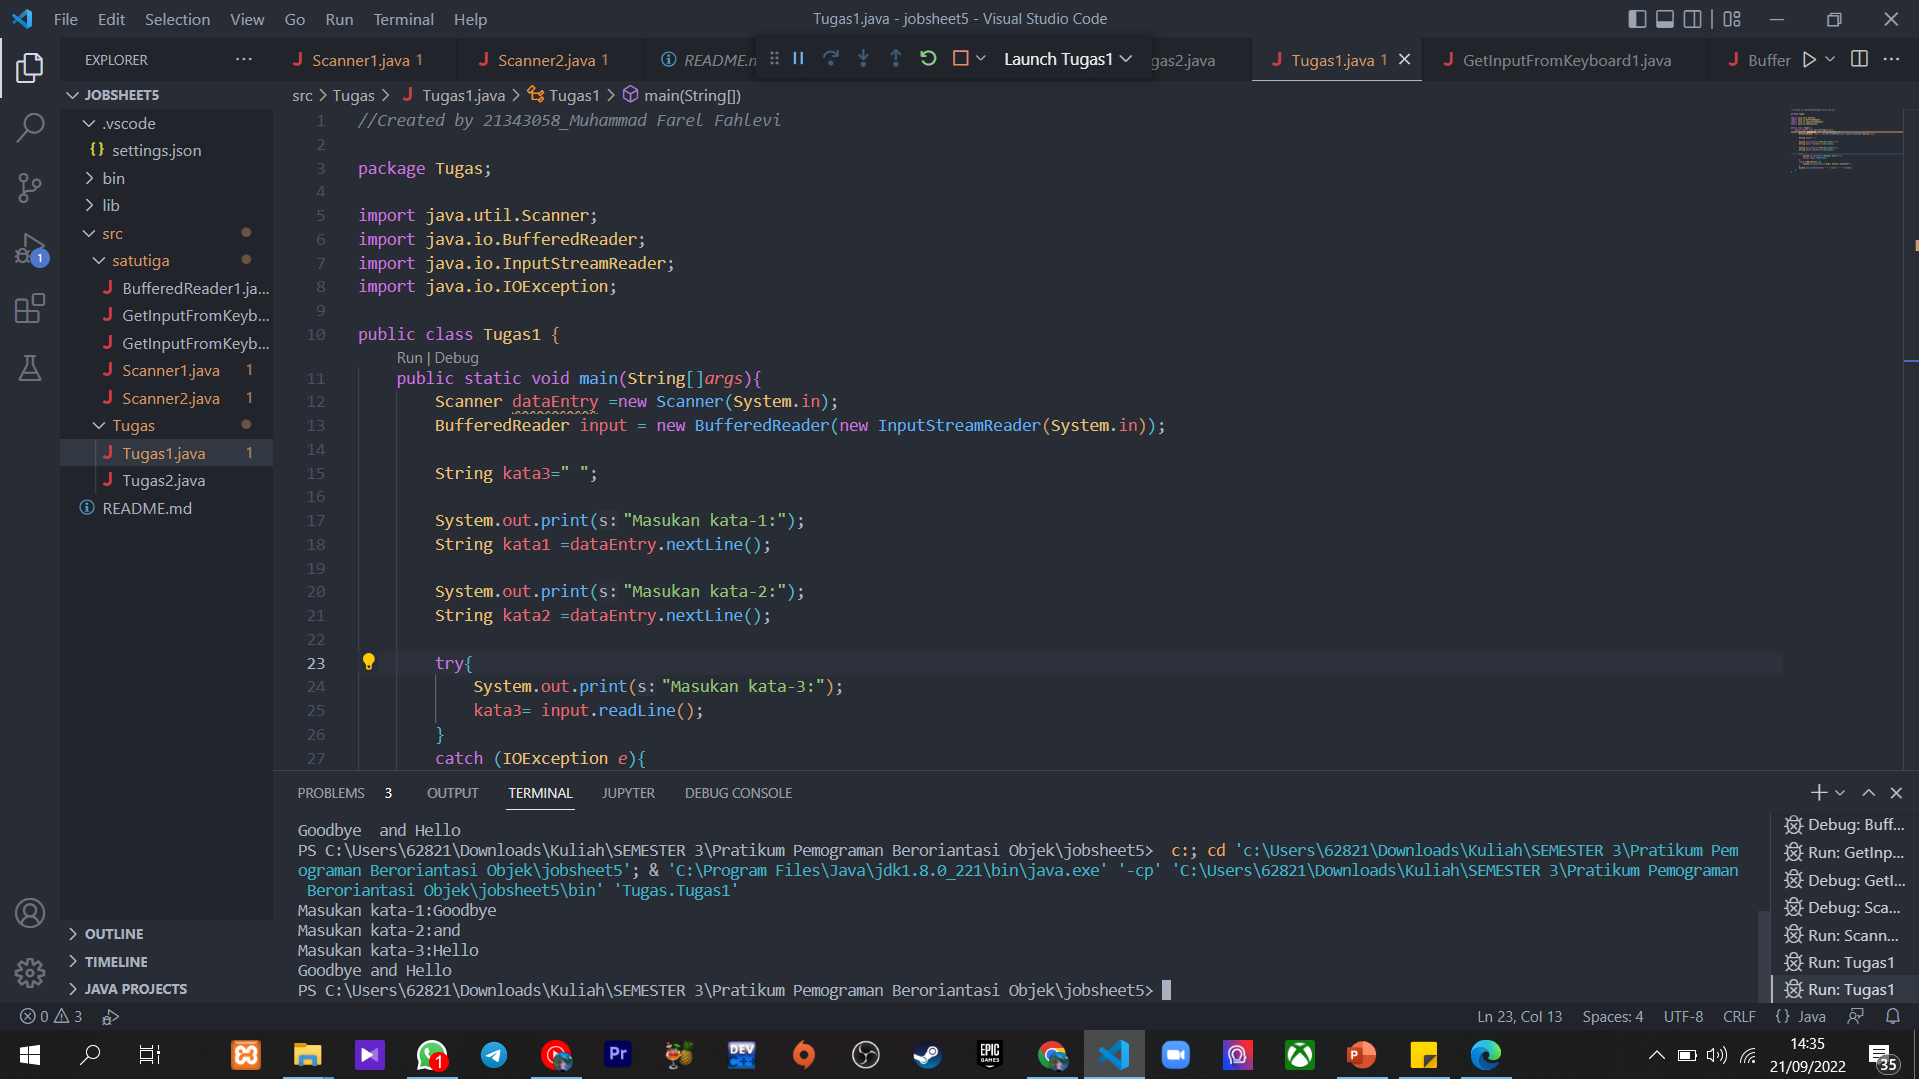 File Edit Selection View Go Run Terminal Help
Tugas1.java - jobsheet5 - Visual Studio Code
EXPLORER
Scanner1.java 1
Scanner2.java 1
README.m
Launch Tugas1
gas2.java
Tugas1.java 1
GetInputFromKeyboard1.java
Buffer
src > Tugas > Tugas1.java > Tugas1 > main(String[])
JOBSHEET5
.vscode
settings.json
bin
lib
src
satutiga
BufferedReader1.ja...
GetInputFromKeyb...
GetInputFromKeyb...
Scanner1.java 1
Scanner2.java 1
Tugas
Tugas1.java 1
Tugas2.java
README.md
OUTLINE
TIMELINE
JAVA PROJECTS
1 //Created by 21343058_Muhammad Farel Fahlevi
2
3 package Tugas;
4
5 import java.util.Scanner;
6 import java.io.BufferedReader;
7 import java.io.InputStreamReader;
8 import java.io.IOException;
9
10 public class Tugas1 {
Run | Debug
11 public static void main(String[]args){
12 Scanner dataEntry =new Scanner(System.in);
13 BufferedReader input = new BufferedReader(new InputStreamReader(System.in));
14
15 String kata3=" ";
16
17 System.out.print(s: "Masukan kata-1:");
18 String kata1 =dataEntry.nextLine();
19
20 System.out.print(s: "Masukan kata-2:");
21 String kata2 =dataEntry.nextLine();
22
23 try{
24 System.out.print(s: "Masukan kata-3:");
25 kata3= input.readLine();
26 }
27 catch (IOException e){
PROBLEMS 3 OUTPUT TERMINAL JUPYTER DEBUG CONSOLE
Goodbye  and Hello
PS C:\Users\62821\Downloads\Kuliah\SEMESTER 3\Pratikum Pemograman Beroriantasi Objek\jobsheet5>  c:; cd 'c:\Users\62821\Downloads\Kuliah\SEMESTER 3\Pratikum Pem
ograman Beroriantasi Objek\jobsheet5'; & 'C:\Program Files\Java\jdk1.8.0_221\bin\java.exe' '-cp' 'C:\Users\62821\Downloads\Kuliah\SEMESTER 3\Pratikum Pemograman
Beroriantasi Objek\jobsheet5\bin' 'Tugas.Tugas1'
Masukan kata-1:Goodbye
Masukan kata-2:and
Masukan kata-3:Hello
Goodbye and Hello
PS C:\Users\62821\Downloads\Kuliah\SEMESTER 3\Pratikum Pemograman Beroriantasi Objek\jobsheet5>
Debug: Buff...
Run: GetInp...
Debug: GetI...
Debug: Sca...
Run: Scann...
Run: Tugas1
Run: Tugas1
0 3
Ln 23, Col 13 Spaces: 4 UTF-8 CRLF {} Java
1
Pr
DEV
EPIC GAMES
14:35
21/09/2022
35